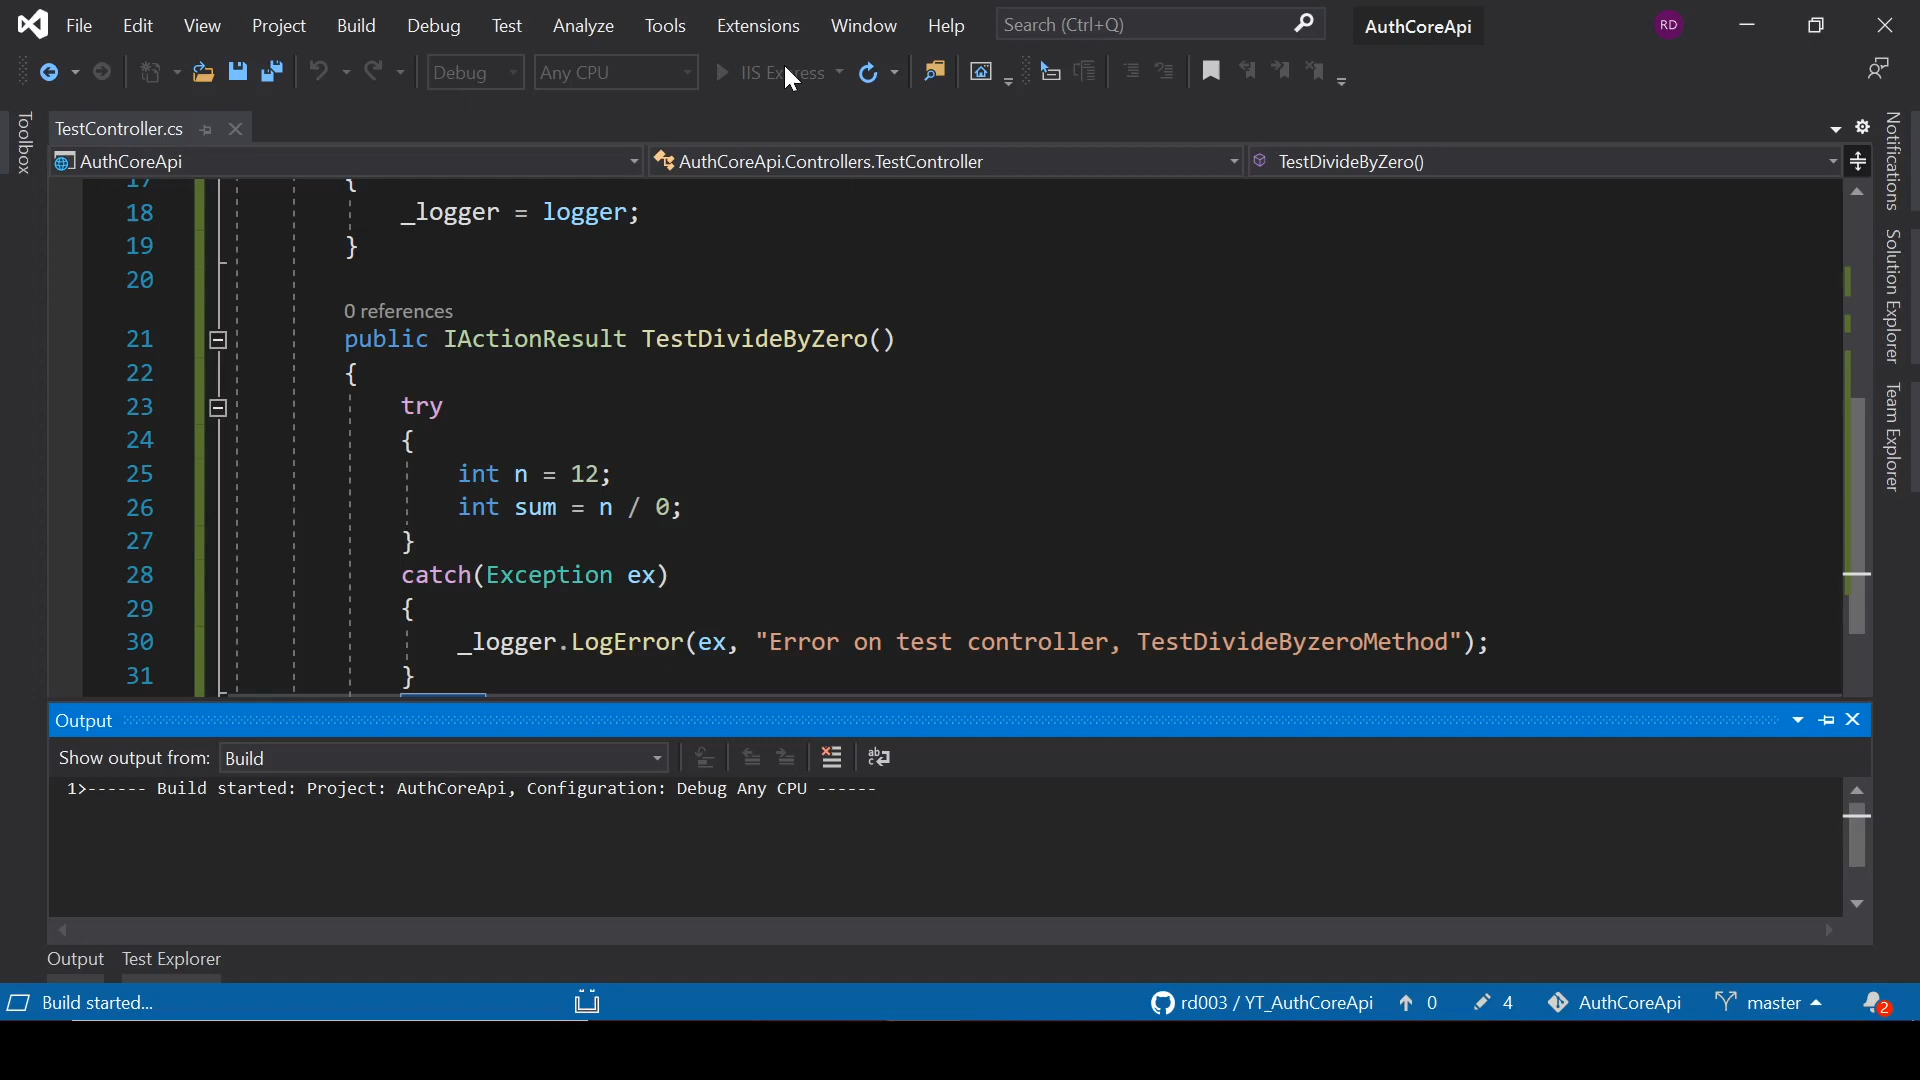 File Edit View Project Build Debug Test Analyze Tools Extensions Window Help Search (Ctrl+Q) AuthCoreApi RD
Debug Any CPU IIS Express
Toolbox
TestController.cs
AuthCoreApi AuthCoreApi.Controllers.TestController TestDivideByZero()
17 {
18 _logger = logger;
19 }
20
0 references
21 public IActionResult TestDivideByZero()
22 {
23 try
24 {
25 int n = 12;
26 int sum = n / 0;
27 }
28 catch(Exception ex)
29 {
30 _logger.LogError(ex, "Error on test controller, TestDivideByzeroMethod");
31 }
Notifications
Solution Explorer
Team Explorer
Output
Show output from: Build
1>------ Build started: Project: AuthCoreApi, Configuration: Debug Any CPU ------
Output Test Explorer
Build started... rd003 / YT_AuthCoreApi 0 4 AuthCoreApi master 2